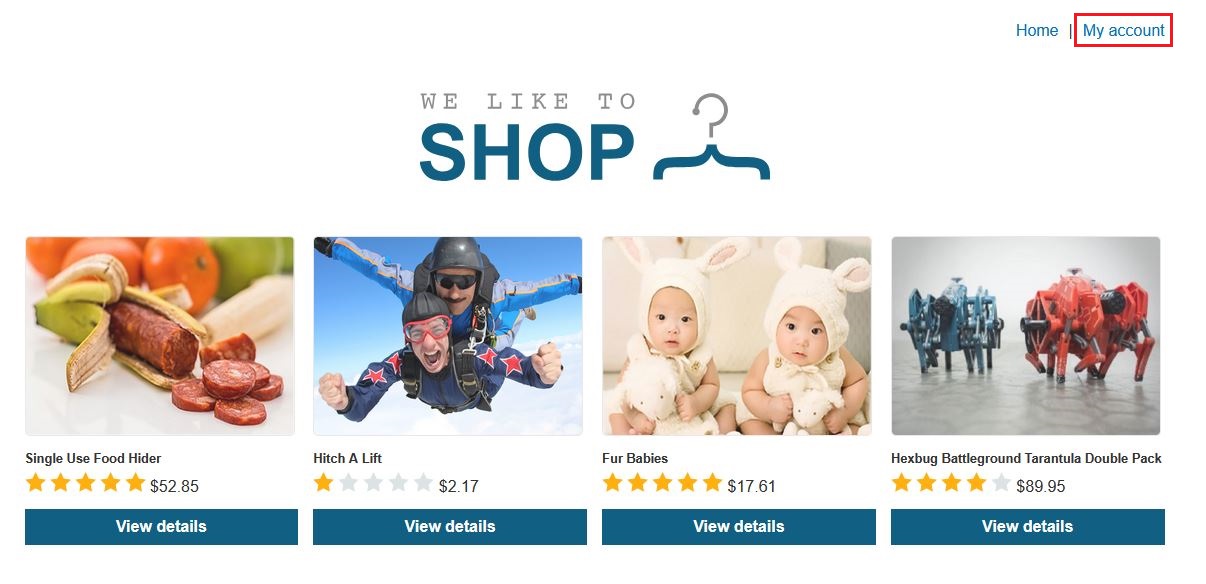 Home | My account
WE LIKE TO
SHOP
Single Use Food Hider
$52.85
View details
Hitch A Lift
$2.17
View details
Fur Babies
$17.61
View details
Hexbug Battleground Tarantula Double Pack
$89.95
View details